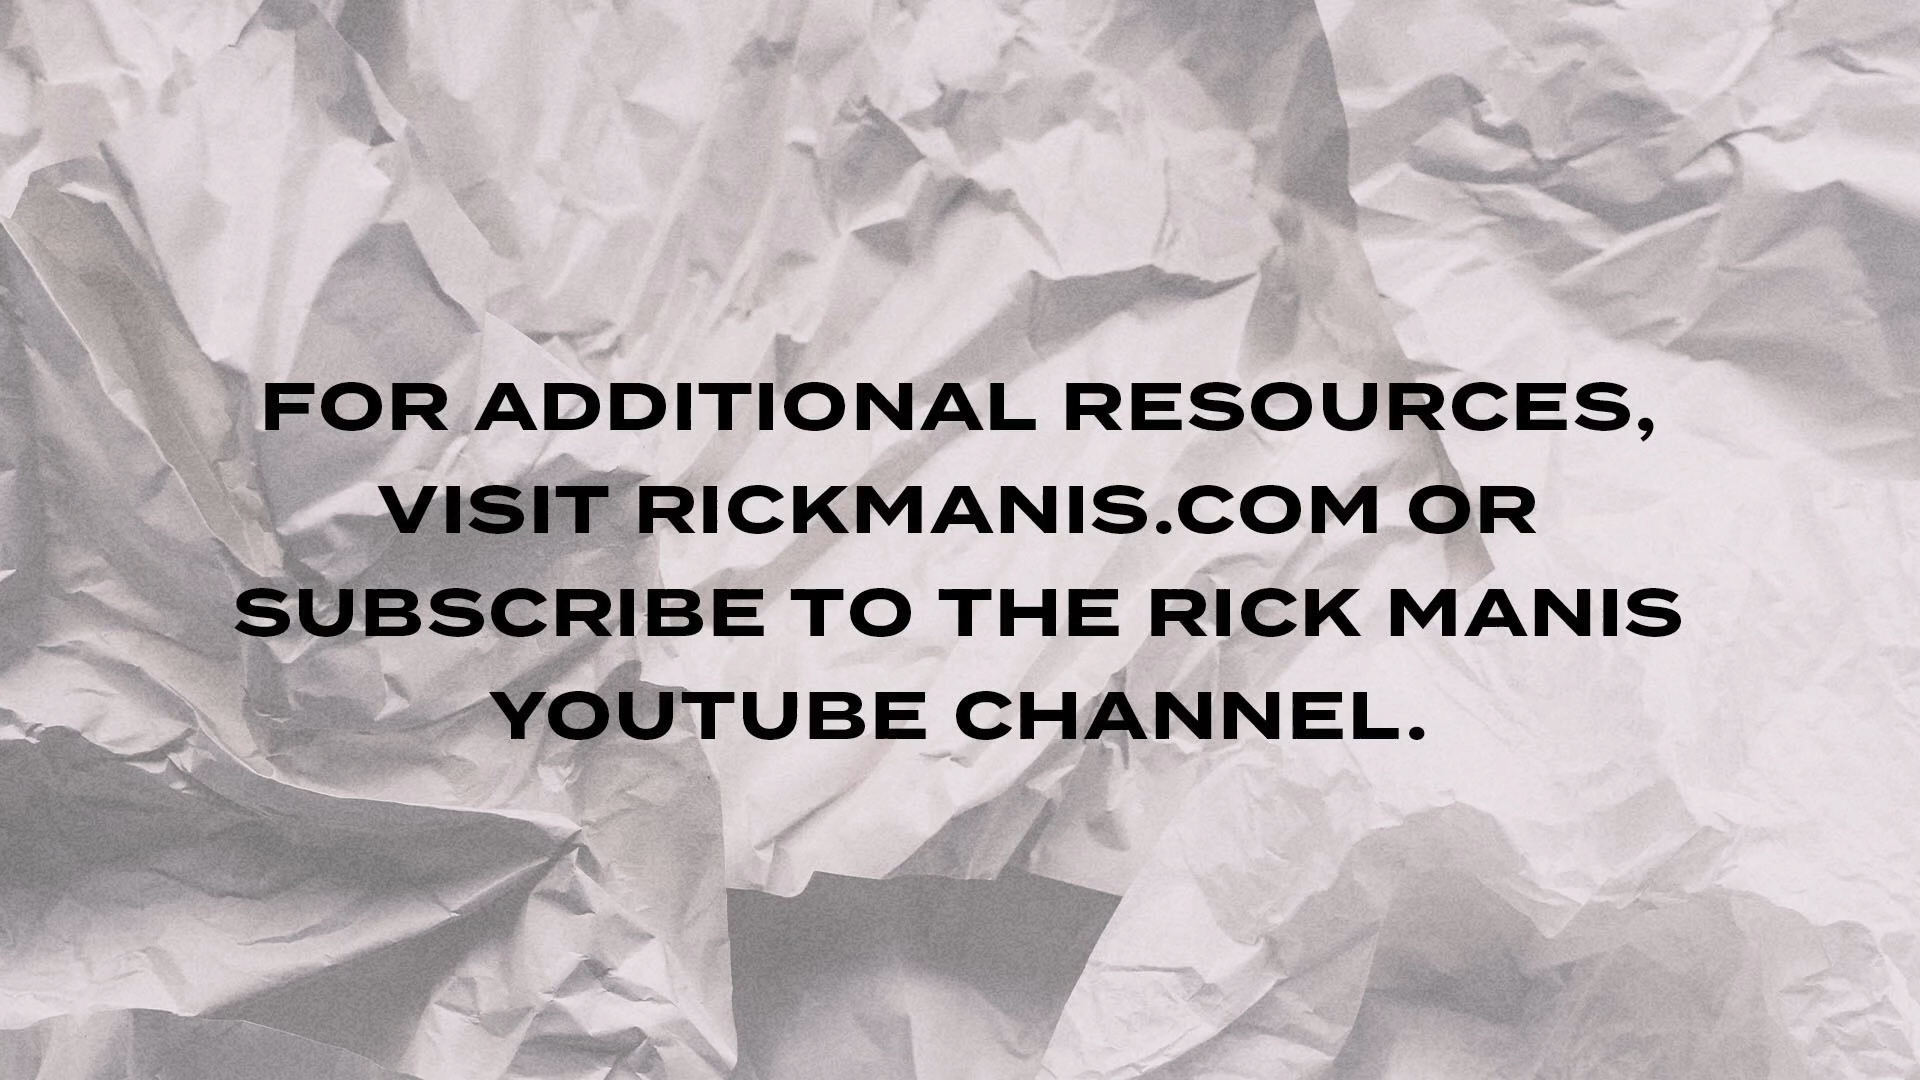 FOR ADDITIONAL RESOURCES,
VISIT RICKMANIS.COM OR
SUBSCRIBE TO THE RICK MANIS
YOUTUBE CHANNEL.